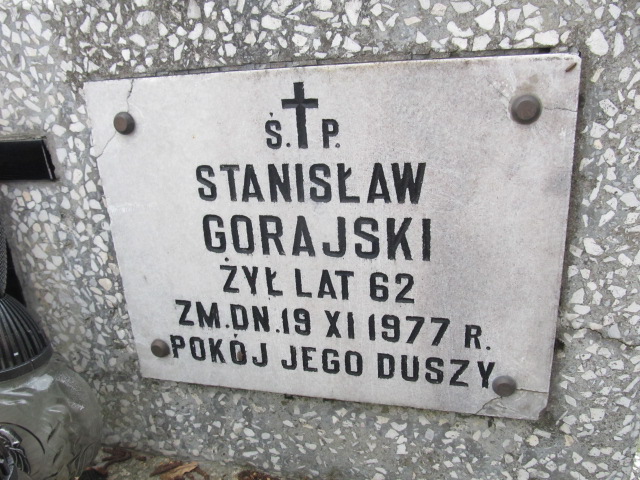 Ś. P.
STANISŁAW
GORAJSKI
ŻYŁ LAT 62
ZM. DN. 19 XI 1977 R.
POKÓJ JEGO DUSZY